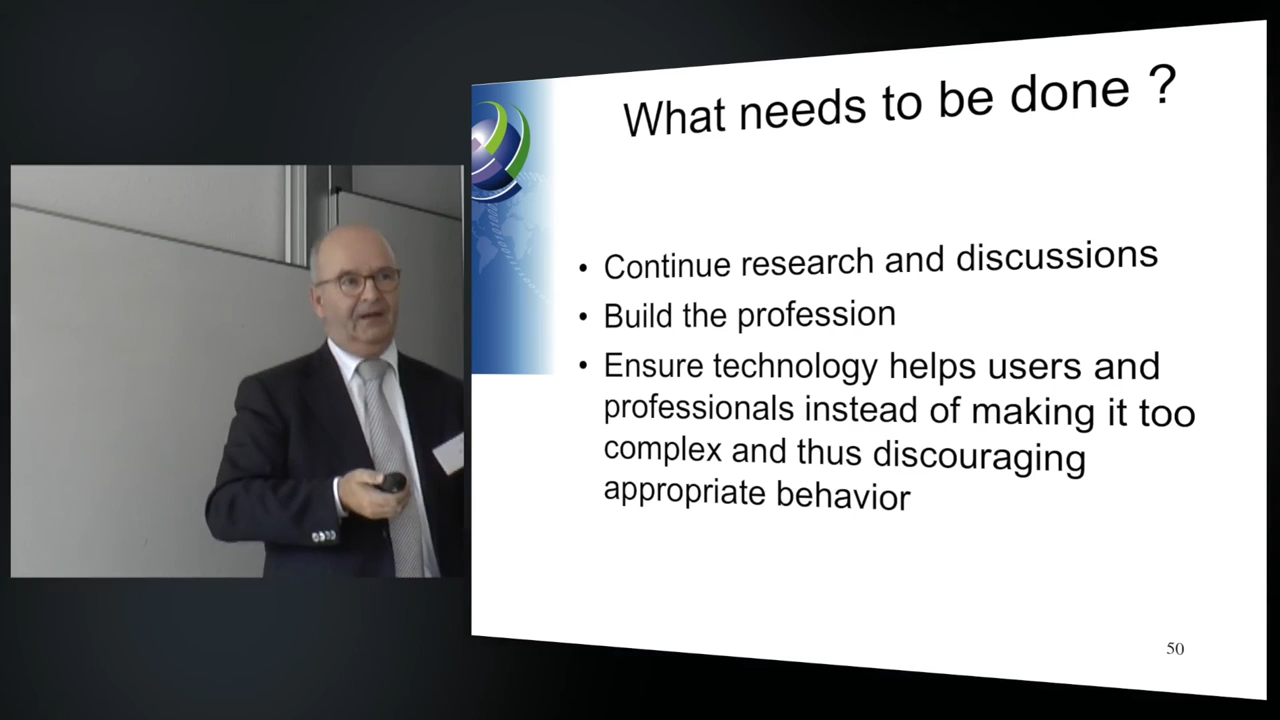 What needs to be done ?
• Continue research and discussions
• Build the profession
• Ensure technology helps users and
professionals instead of making it too
complex and thus discouraging
appropriate behavior
50